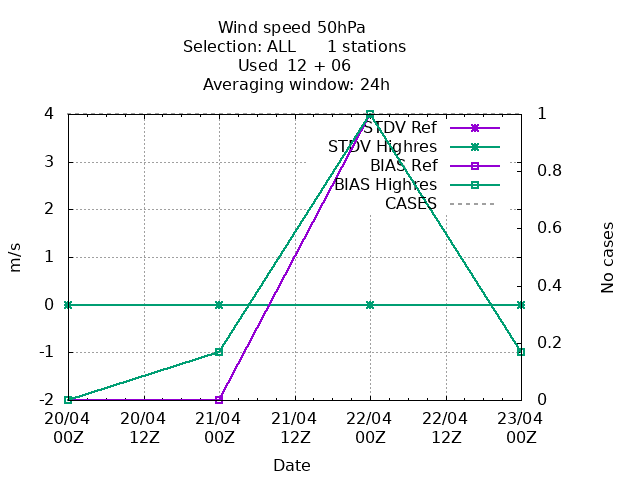 Wind speed 50hPa
Selection: ALL 1 stations
Used 12 + 06
Averaging window: 24h
4
3
2
1
0
-1
-2
m/s
1
0.8
0.6
0.4
0.2
0
No cases
STDV Ref
STDV Highres
BIAS Ref
BIAS Highres
CASES
20/04 20/04 21/04 21/04 22/04 22/04 23/04
00Z 12Z 00Z 12Z 00Z 12Z 00Z
Date